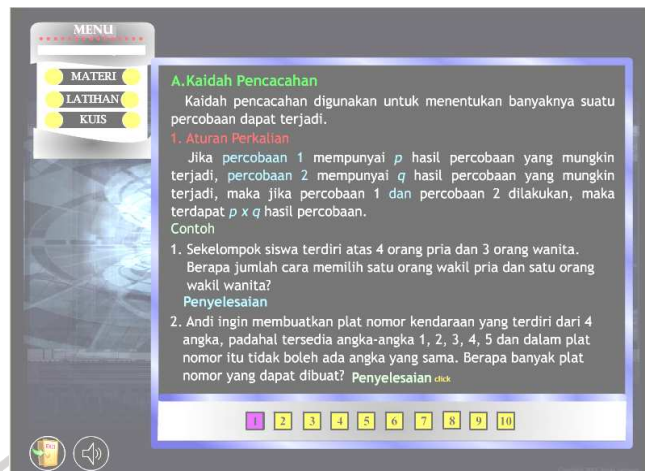 MENU
MATERI
LATIHAN
KUIS
A.Kaidah Pencacahan
Kaidah pencacahan digunakan untuk menentukan banyaknya suatu
percobaan dapat terjadi.
1. Aturan Perkalian
Jika percobaan 1 mempunyai p hasil percobaan yang mungkin
terjadi, percobaan 2 mempunyai q hasil percobaan yang mungkin
terjadi, maka jika percobaan 1 dan percobaan 2 dilakukan, maka
terdapat p x q hasil percobaan.
Contoh
1. Sekelompok siswa terdiri atas 4 orang pria dan 3 orang wanita.
Berapa jumlah cara memilih satu orang wakil pria dan satu orang
wakil wanita?
Penyelesaian
2. Andi ingin membuatkan plat nomor kendaraan yang terdiri dari 4
angka, padahal tersedia angka-angka 1, 2, 3, 4, 5 dan dalam plat
nomor itu tidak boleh ada angka yang sama. Berapa banyak plat
nomor yang dapat dibuat? Penyelesaian click
1 2 3 4 5 6 7 8 9 10